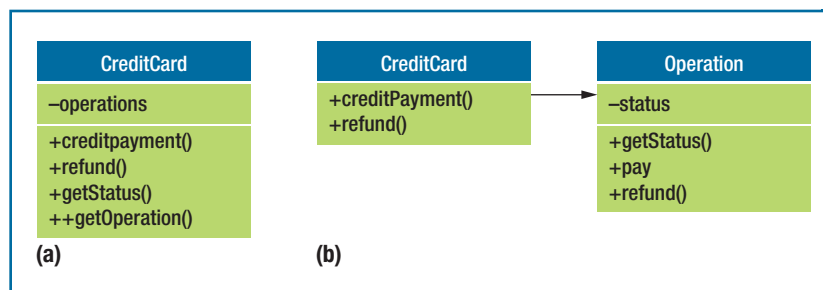 CreditCard
–operations
+creditpayment()
+refund()
+getStatus()
++getOperation()
(a)
CreditCard
+creditPayment()
+refund()
Operation
–status
+getStatus()
+pay
+refund()
(b)